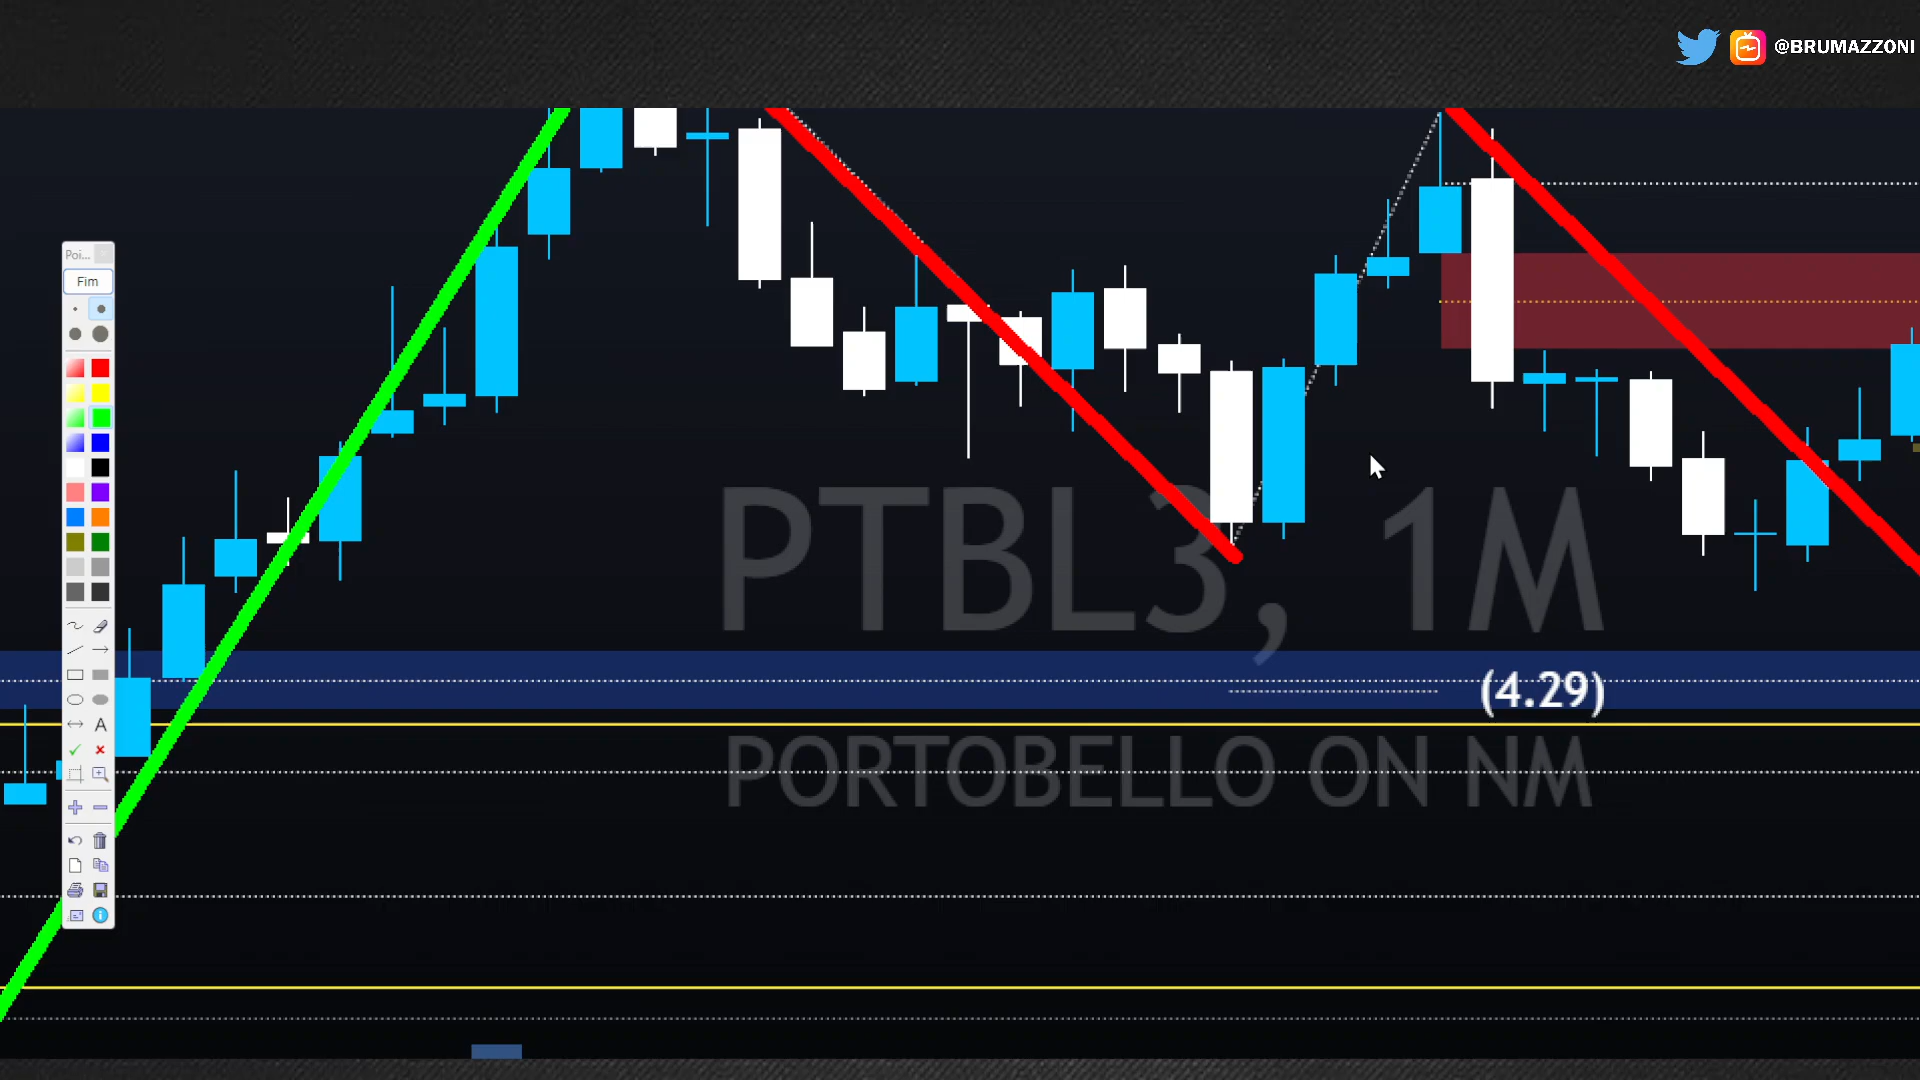 @BRUMAZZONI
Poi...
Fim
A
PTBL3, 1M
(4.29)
PORTOBELLO ON NM